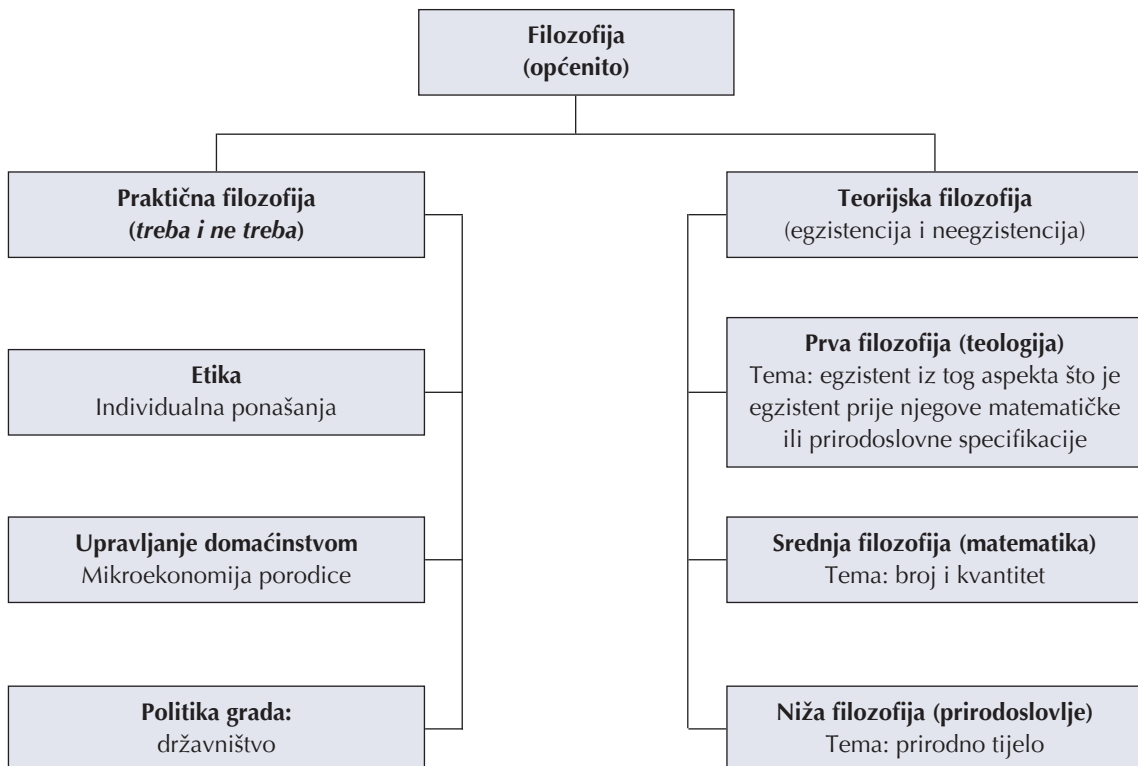 Filozofija
(općenito)
Praktična filozofija
(treba i ne treba)
Etika
Individualna ponašanja
Upravljanje domaćinstvom
Mikroekonomija porodice
Politika grada:
državništvo
Teorijska filozofija
(egzistencija i neegzistencija)
Prva filozofija (teologija)
Tema: egzistent iz tog aspekta što je
egzistent prije njegove matematičke
ili prirodoslovne specifikacije
Srednja filozofija (matematika)
Tema: broj i kvantitet
Niža filozofija (prirodoslovlje)
Tema: prirodno tijelo